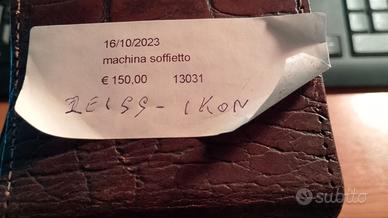 16/10/2023
machina soffietto
€ 150,00 13031
ZEISS - IKON
subito